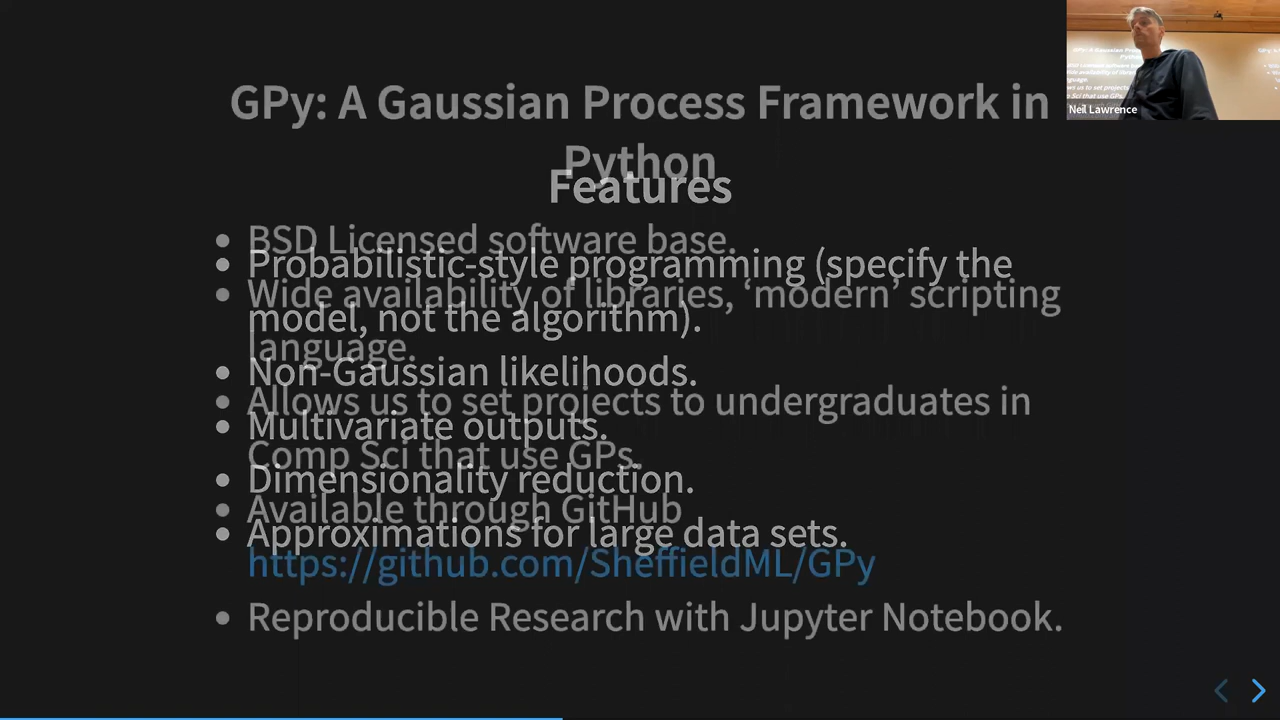 GPy: A Gaussian Process Framework in
Python
BSD Licensed software base.
Wide availability of libraries, ‘modern’ scripting
language.
Allows us to set projects to undergraduates in
Comp Sci that use GPs.
Available through GitHub
https://github.com/SheffieldML/GPy
Reproducible Research with Jupyter Notebook.
Features
Probabilistic-style programming (specify the
model, not the algorithm).
Non-Gaussian likelihoods.
Multivariate outputs.
Dimensionality reduction.
Approximations for large data sets.
Neil Lawrence